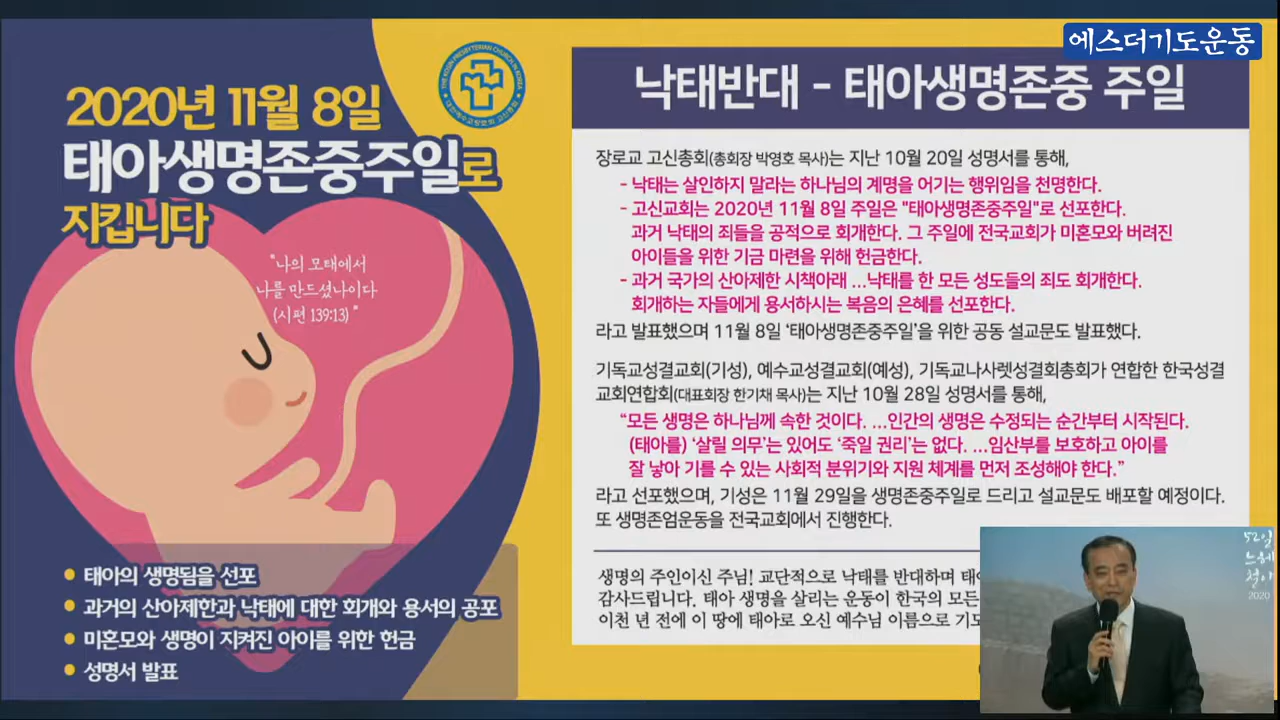 에스더기도운동
THE KOSIN PRESBYTERIAN CHURCH IN KOREA
대한예수교장로회 고신총회
2020년 11월 8일
태아생명존중주일로
지킵니다
"나의 모태에서
나를 만드셨나이다
(시편 139:13) "
• 태아의 생명됨을 선포
• 과거의 산아제한과 낙태에 대한 회개와 용서의 공포
• 미혼모와 생명이 지켜진 아이를 위한 헌금
• 성명서 발표
낙태반대 - 태아생명존중 주일
장로교 고신총회(총회장 박영호 목사)는 지난 10월 20일 성명서를 통해,
- 낙태는 살인하지 말라는 하나님의 계명을 어기는 행위임을 천명한다.
- 고신교회는 2020년 11월 8일 주일은 "태아생명존중주일"로 선포한다.
과거 낙태의 죄들을 공적으로 회개한다. 그 주일에 전국교회가 미혼모와 버려진
아이들을 위한 기금 마련을 위해 헌금한다.
- 과거 국가의 산아제한 시책아래 ...낙태를 한 모든 성도들의 죄도 회개한다.
회개하는 자들에게 용서하시는 복음의 은혜를 선포한다.
라고 발표했으며 11월 8일 '태아생명존중주일'을 위한 공동 설교문도 발표했다.
기독교성결교회(기성), 예수교성결교회(예성), 기독교나사렛성결회총회가 연합한 한국성결
교회연합회(대표회장 한기채 목사)는 지난 10월 28일 성명서를 통해,
"모든 생명은 하나님께 속한 것이다. ...인간의 생명은 수정되는 순간부터 시작된다.
(태아를) '살릴 의무'는 있어도 '죽일 권리'는 없다. ...임산부를 보호하고 아이를
잘 낳아 기를 수 있는 사회적 분위기와 지원 체계를 먼저 조성해야 한다."
라고 선포했으며, 기성은 11월 29일을 생명존중주일로 드리고 설교문도 배포할 예정이다.
또 생명존엄운동을 전국교회에서 진행한다.
생명의 주인이신 주님! 교단적으로 낙태를 반대하며 태아
감사드립니다. 태아 생명을 살리는 운동이 한국의 모든
이천 년 전에 이 땅에 태아로 오신 예수님 이름으로 기도
52일
느헤미
철야
2020